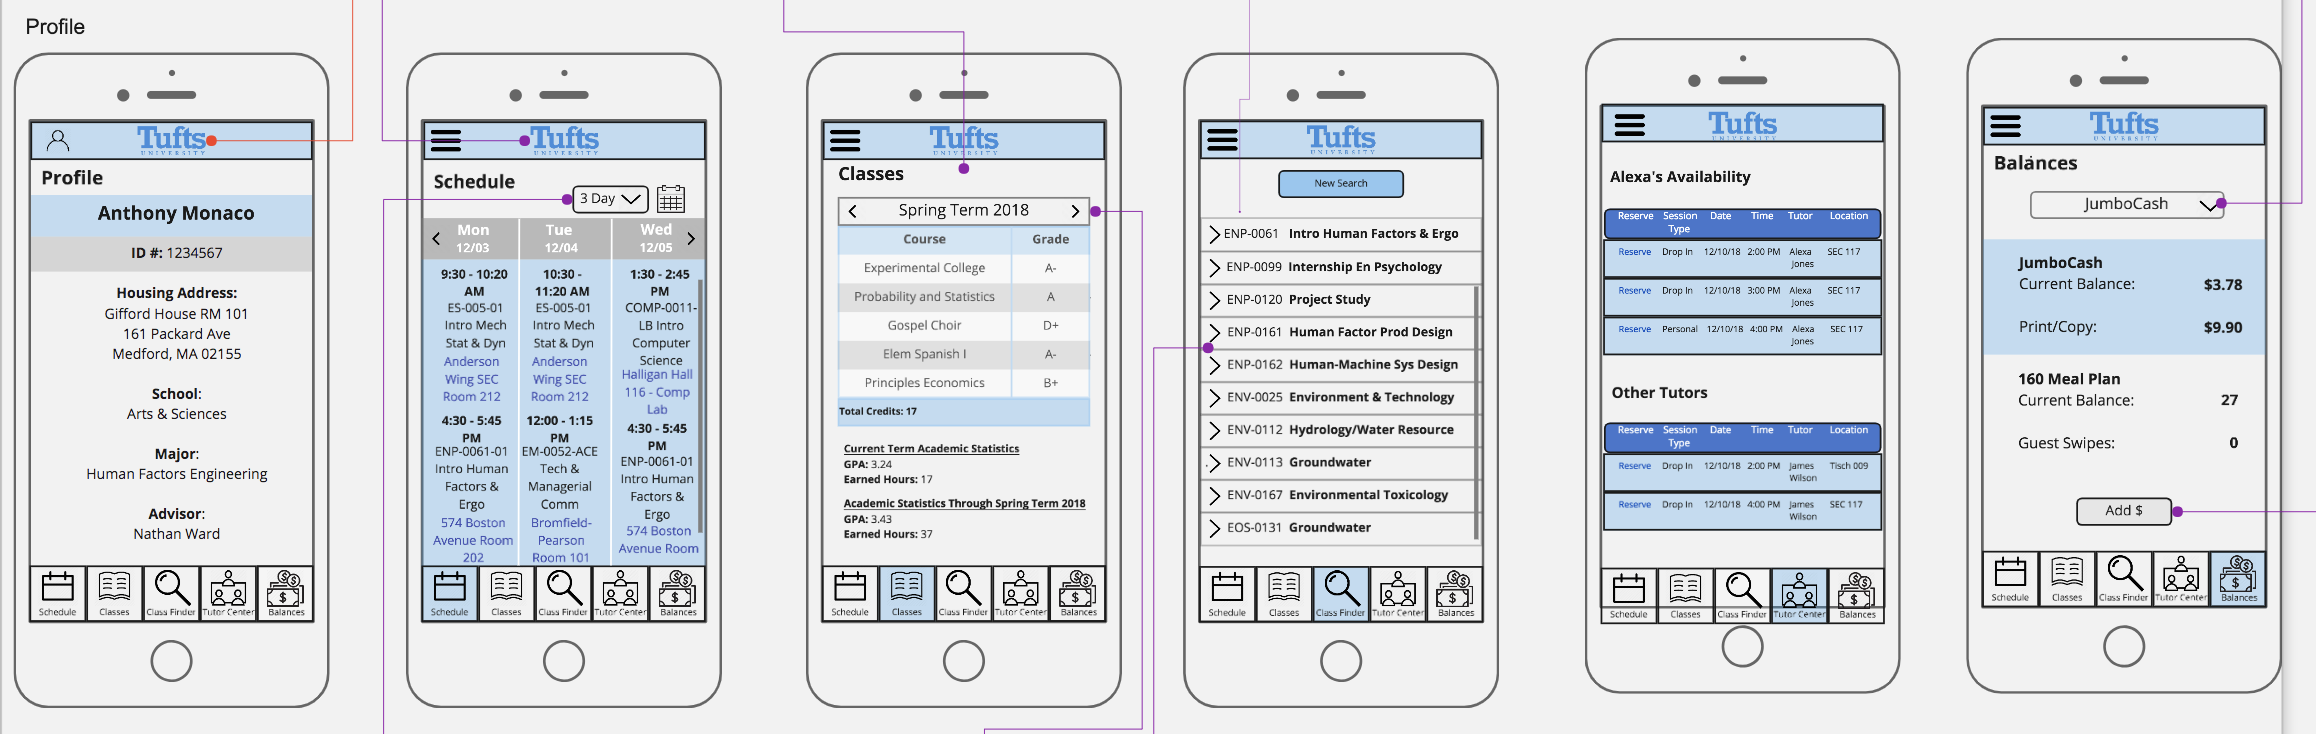 Profile
Tufts
UNIVERSITY
Profile
Anthony Monaco
ID #: 1234567
Housing Address:
Gifford House RM 101
161 Packard Ave
Medford, MA 02155
School:
Arts & Sciences
Major:
Human Factors Engineering
Advisor:
Nathan Ward
Schedule
Classes
Class Finder
Tutor Center
Balances
Tufts
UNIVERSITY
Schedule
3 Day
Mon
12/03
Tue
12/04
Wed
12/05
9:30 - 10:20
AM
ES-005-01
Intro Mech
Stat & Dyn
Anderson
Wing SEC
Room 212
4:30 - 5:45
PM
ENP-0061-01
Intro Human
Factors &
Ergo
574 Boston
Avenue Room
202
10:30 -
11:20 AM
ES-005-01
Intro Mech
Stat & Dyn
Anderson
Wing SEC
Room 212
12:00 - 1:15
PM
EM-0052-ACE
Tech &
Managerial
Comm
Bromfield-
Pearson
Room 101
1:30 - 2:45
PM
COMP-0011-
LB Intro
Computer
Science
Halligan Hall
116 - Comp
Lab
4:30 - 5:45
PM
ENP-0061-01
Intro Human
Factors &
Ergo
574 Boston
Avenue Room
Schedule
Classes
Class Finder
Tutor Center
Balances
Tufts
UNIVERSITY
Classes
Spring Term 2018
Course Grade
Experimental College A-
Probability and Statistics A
Gospel Choir D+
Elem Spanish I A-
Principles Economics B+
Total Credits: 17
Current Term Academic Statistics
GPA: 3.24
Earned Hours: 17
Academic Statistics Through Spring Term 2018
GPA: 3.43
Earned Hours: 37
Schedule
Classes
Class Finder
Tutor Center
Balances
Tufts
UNIVERSITY
New Search
ENP-0061 Intro Human Factors & Ergo
ENP-0099 Internship En Psychology
ENP-0120 Project Study
ENP-0161 Human Factor Prod Design
ENP-0162 Human-Machine Sys Design
ENV-0025 Environment & Technology
ENV-0112 Hydrology/Water Resource
ENV-0113 Groundwater
ENV-0167 Environmental Toxicology
EOS-0131 Groundwater
Schedule
Classes
Class Finder
Tutor Center
Balances
Tufts
UNIVERSITY
Alexa's Availability
Reserve Session Date Time Tutor Location
Type
Reserve Drop In 12/10/18 2:00 PM Alexa SEC 117
Jones
Reserve Drop In 12/10/18 3:00 PM Alexa SEC 117
Jones
Reserve Personal 12/10/18 4:00 PM Alexa SEC 117
Jones
Other Tutors
Reserve Session Date Time Tutor Location
Type
Reserve Drop In 12/10/18 2:00 PM James Tisch 009
Wilson
Reserve Drop In 12/10/18 4:00 PM James SEC 117
Wilson
Schedule
Classes
Class Finder
Tutor Center
Balances
Tufts
UNIVERSITY
Balances
JumboCash
JumboCash
Current Balance: $3.78
Print/Copy: $9.90
160 Meal Plan
Current Balance: 27
Guest Swipes: 0
Add $
Schedule
Classes
Class Finder
Tutor Center
Balances